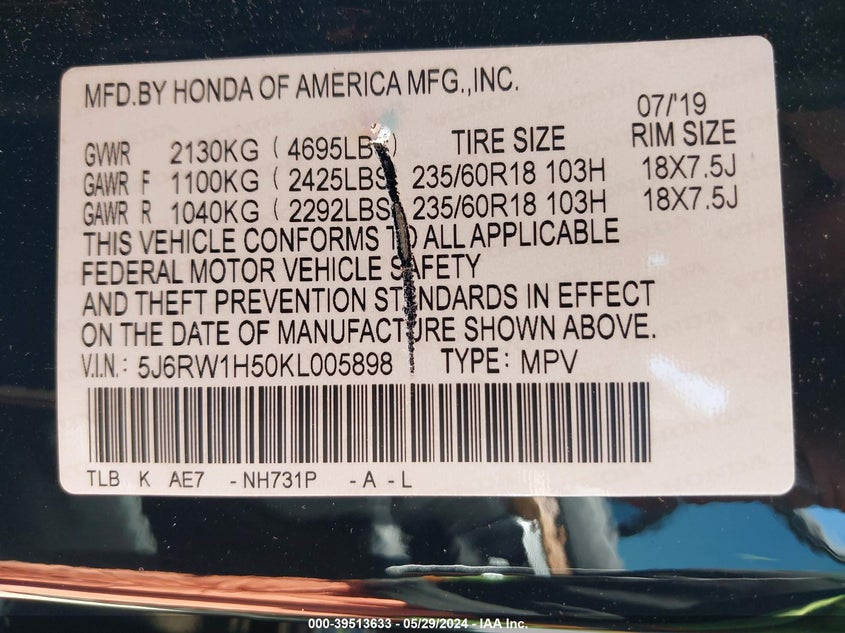 MFD.BY HONDA OF AMERICA MFG.,INC.
07/'19
GVWR 2130KG ( 4695LBS) TIRE SIZE RIM SIZE
GAWR F 1100KG ( 2425LBS 235/60R18 103H 18X7.5J
GAWR R 1040KG ( 2292LBS 235/60R18 103H 18X7.5J
THIS VEHICLE CONFORMS TO ALL APPLICABLE
FEDERAL MOTOR VEHICLE SAFETY
AND THEFT PREVENTION STANDARDS IN EFFECT
ON THE DATE OF MANUFACTURE SHOWN ABOVE.
V.I.N.: 5J6RW1H50KL005898 TYPE: MPV
TLB K AE7 -NH731P -A -L
000-39513633 - 05/29/2024 - IAA Inc.